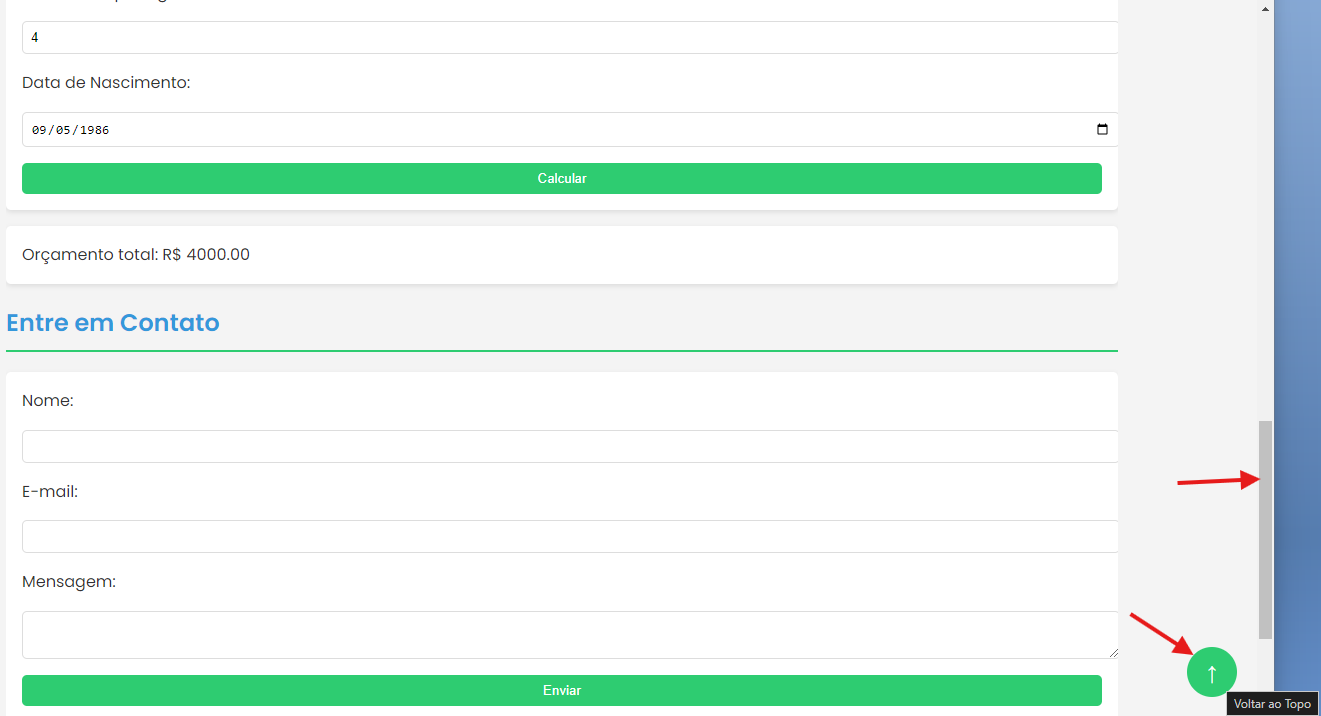 4
Data de Nascimento:
09/05/1986
Calcular
Orçamento total: R$ 4000.00
Entre em Contato
Nome:
E-mail:
Mensagem:
Enviar
↑
Voltar ao Topo